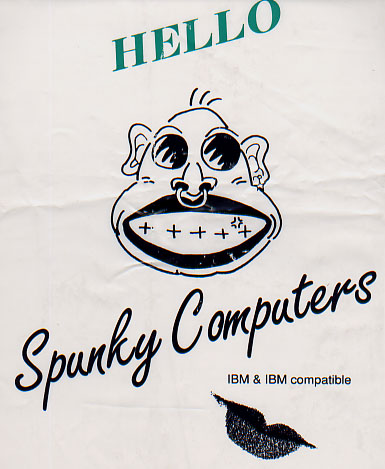 HELLO
Spunky Computers
IBM & IBM compatible